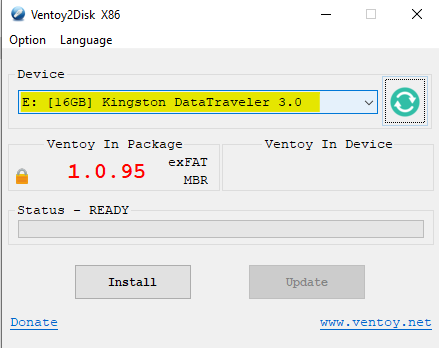 Ventoy2Disk X86
Option Language
Device
E: [16GB] Kingston DataTraveler 3.0
Ventoy In Package
Ventoy In Device
1.0.95
exFAT
MBR
Status - READY
Install
Update
Donate
www.ventoy.net